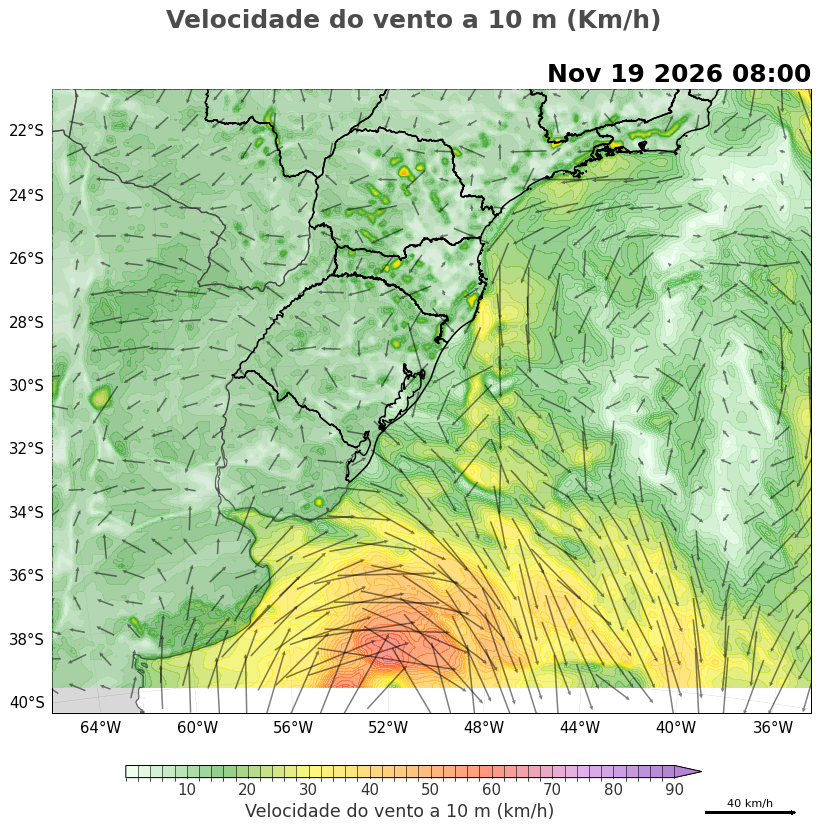 Velocidade do vento a 10 m (Km/h)
Nov 19 2026 08:00
22°S
24°S
26°S
28°S
30°S
32°S
34°S
36°S
38°S
40°S
64°W 60°W 56°W 52°W 48°W 44°W 40°W 36°W
10 20 30 40 50 60 70 80 90
Velocidade do vento a 10 m (km/h)
40 km/h